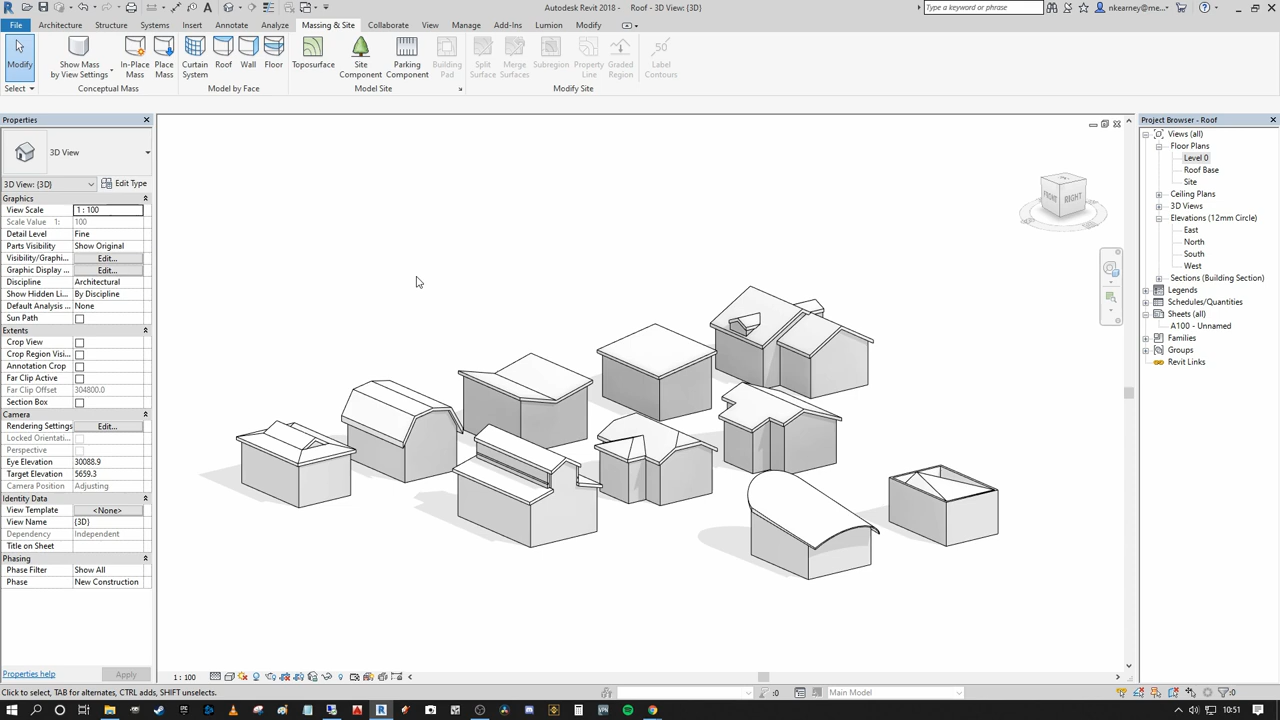 Autodesk Revit 2018 -   Roof - 3D View: {3D}
Type a keyword or phrase
nkearney@me...
File Architecture Structure Systems Insert Annotate Analyze Massing & Site Collaborate View Manage Add-Ins Lumion Modify
Modify
Show Mass
by View Settings
In-Place
Mass
Place
Mass
Curtain
System
Roof
Wall
Floor
Toposurface
Site
Component
Parking
Component
Building
Pad
Split
Surface
Merge
Surfaces
Subregion
Property
Line
Graded
Region
50
Label
Contours
Select
Conceptual Mass
Model by Face
Model Site
Modify Site
Properties
3D View
3D View: {3D}
Edit Type
Graphics
View Scale 1 : 100
Scale Value 1: 100
Detail Level Fine
Parts Visibility Show Original
Visibility/Graphi... Edit...
Graphic Display ... Edit...
Discipline Architectural
Show Hidden Li... By Discipline
Default Analysis ... None
Sun Path
Extents
Crop View
Crop Region Visi...
Annotation Crop
Far Clip Active
Far Clip Offset 304800.0
Section Box
Camera
Rendering Settings Edit...
Locked Orientati...
Perspective
Eye Elevation 30088.9
Target Elevation 5659.3
Camera Position Adjusting
Identity Data
View Template <None>
View Name {3D}
Dependency Independent
Title on Sheet
Phasing
Phase Filter Show All
Phase New Construction
Properties help
Apply
FRONT
RIGHT
Project Browser - Roof
Views (all)
Floor Plans
Level 0
Roof Base
Site
Ceiling Plans
3D Views
Elevations (12mm Circle)
East
North
South
West
Sections (Building Section)
Legends
Schedules/Quantities
Sheets (all)
A100 - Unnamed
Families
Groups
Revit Links
1 : 100
Click to select, TAB for alternates, CTRL adds, SHIFT unselects.
:0
Main Model
:0
10:51